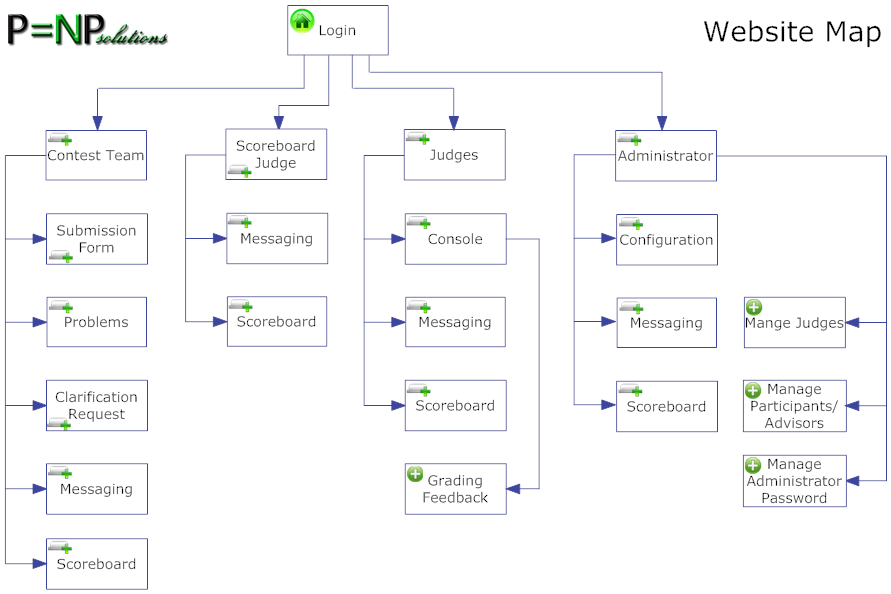 P=NP solutions
Website Map
Login
Contest Team
Submission
Form
Problems
Clarification
Request
Messaging
Scoreboard
Scoreboard
Judge
Messaging
Scoreboard
Judges
Console
Messaging
Scoreboard
Grading
Feedback
Administrator
Configuration
Messaging
Scoreboard
Mange Judges
Manage
Participants/
Advisors
Manage
Administrator
Password